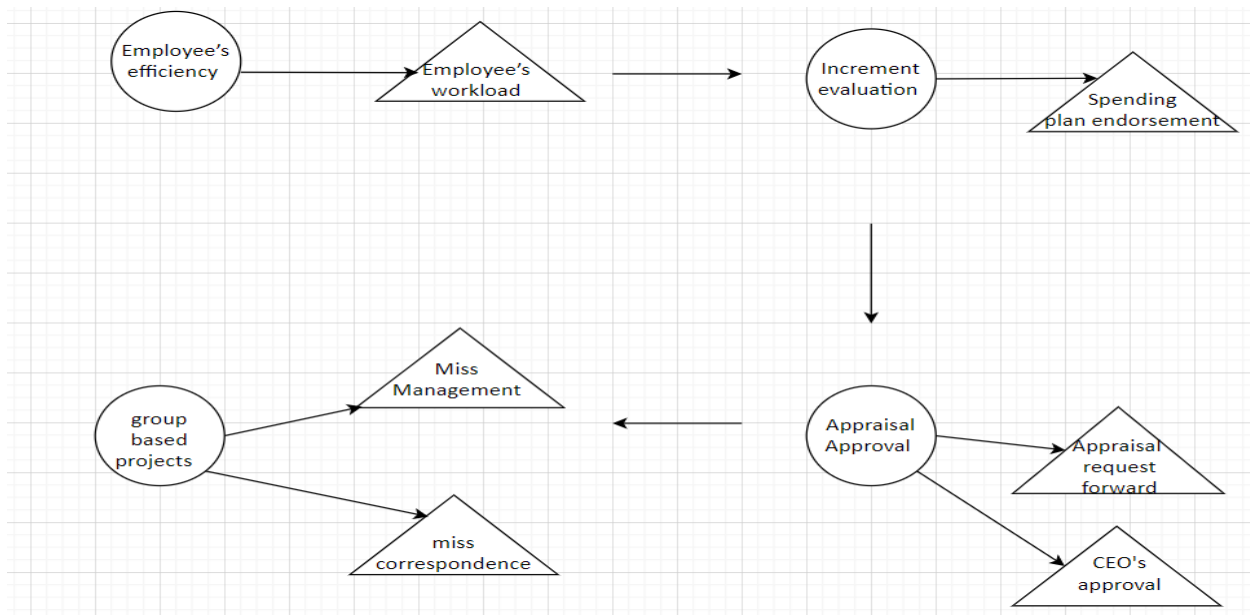 Employee's
efficiency
Employee's
workload
Increment
evaluation
Spending
plan endorsement
group
based
projects
Miss
Management
miss
correspondence
Appraisal
Approval
Appraisal
request
forward
CEO's
approval